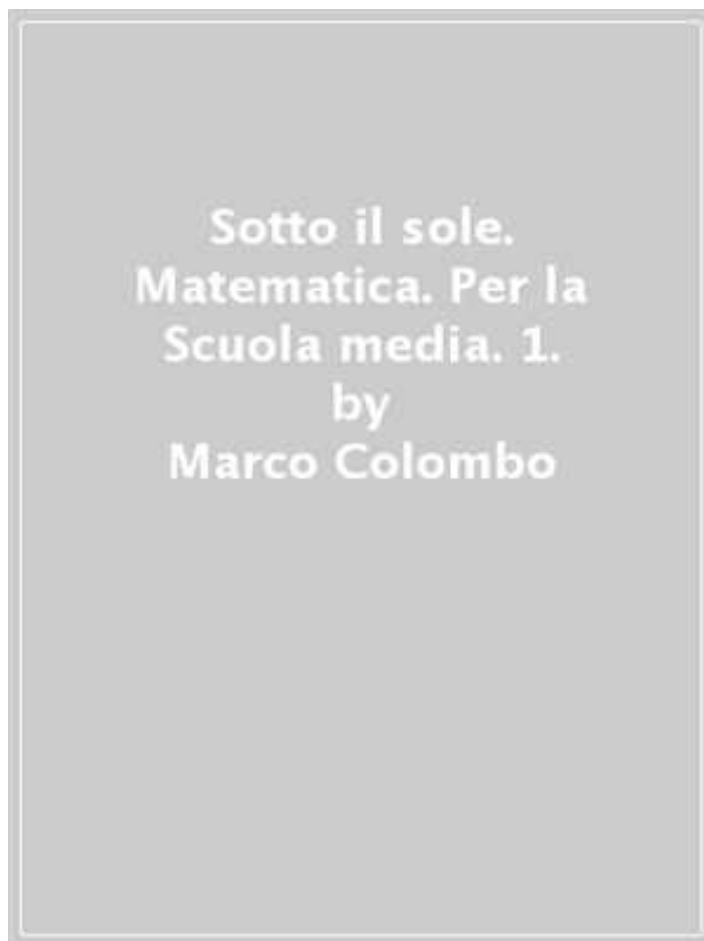 Sotto il sole.
Matematica. Per la
Scuola media. 1.
by
Marco Colombo